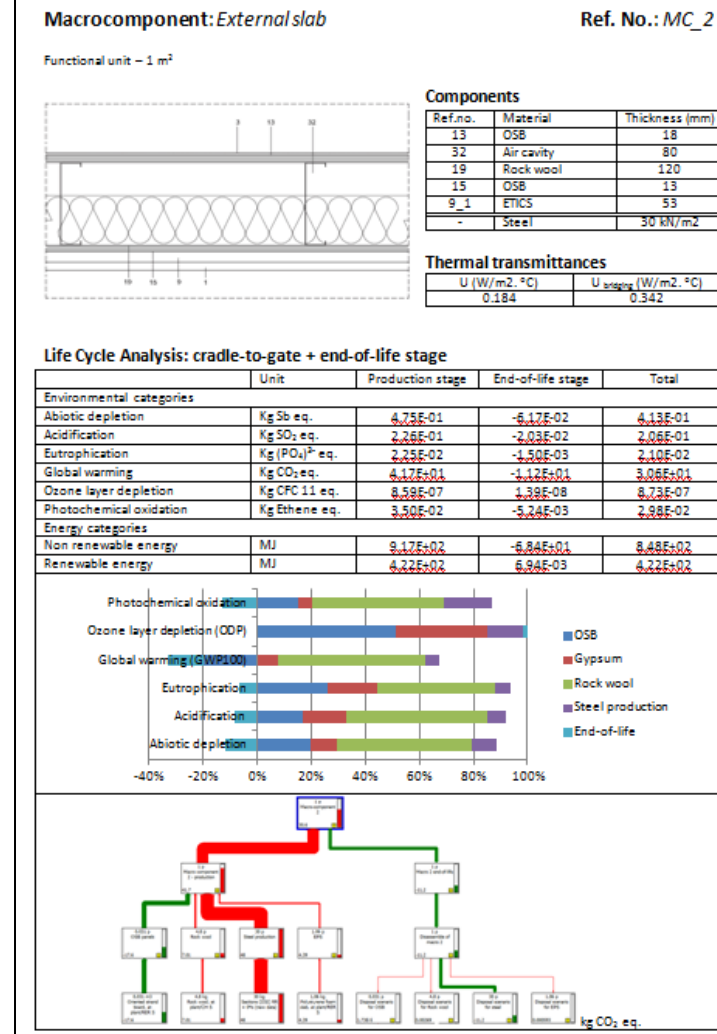 Macrocomponent: External slab Ref. No.: MC_2
Functional unit – 1 m²
Components
Ref.no. Material Thickness (mm)
13 OSB 18
32 Air cavity 80
19 Rock wool 120
15 OSB 13
9_1 ETICS 53
- Steel 30 kN/m2
3 13 32
19 15 9 1
Thermal transmittances
U (W/m2. °C) U bridging (W/m2. °C)
0.184 0.342
Life Cycle Analysis: cradle-to-gate + end-of-life stage
Unit Production stage End-of-life stage Total
Environmental categories
Abiotic depletion Kg Sb eq. 4.75E-01 -6.17E-02 4.13E-01
Acidification Kg SO₂ eq. 2.26E-01 -2.03E-02 2.06E-01
Eutrophication Kg (PO₄)³⁻ eq. 2.25E-02 -1.50E-03 2.10E-02
Global warming Kg CO₂ eq. 4.17E+01 -1.12E+01 3.06E+01
Ozone layer depletion Kg CFC 11 eq. 8.59E-07 1.39E-08 8.73E-07
Photochemical oxidation Kg Ethene eq. 3.50E-02 -5.24E-03 2.98E-02
Energy categories
Non renewable energy MJ 9.17E+02 -6.84E+01 8.48E+02
Renewable energy MJ 4.22E+02 6.94E-03 4.22E+02
Photochemical oxidation
Ozone layer depletion (ODP)
Global warming (GWP100)
Eutrophication
Acidification
Abiotic depletion
-40% -20% 0% 20% 40% 60% 80% 100%
OSB
Gypsum
Rock wool
Steel production
End-of-life
kg CO₂ eq.